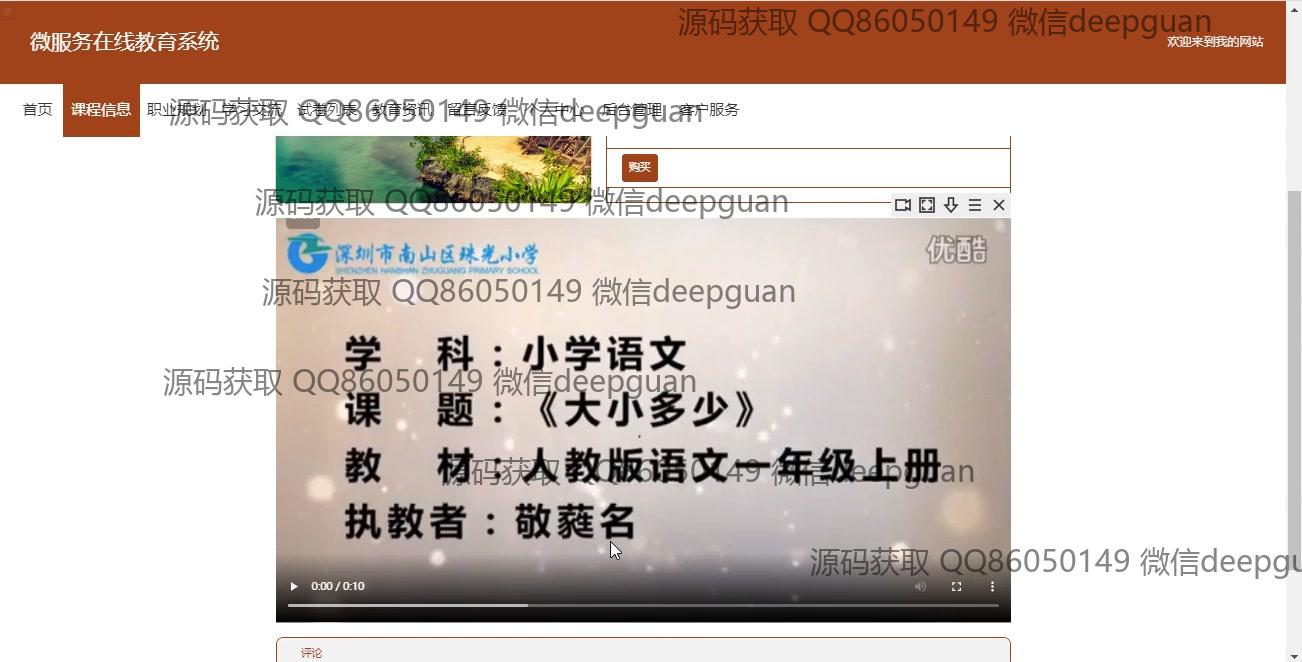 源码获取 QQ86050149 微信deepguan
微服务在线教育系统
欢迎来到我的网站
首页 课程信息 职业规划 学习交流 试卷列表 教育资讯 留言反馈 个人中心 后台管理 客户服务
源码获取 QQ86050149 微信deepguan
购买
源码获取 QQ86050149 微信deepguan
深圳市南山区珠光小学
SHENZHEN NANSHAN ZHUGUANG PRIMARY SCHOOL
优酷
源码获取 QQ86050149 微信deepguan
学 科：小学语文
源码获取 QQ86050149 微信deepguan
课 题：《大小多少》
教 材：人教版语文一年级上册
源码获取 QQ86050149 微信deepguan
执教者：敬蕤名
源码获取 QQ86050149 微信deepgu
0:00 / 0:10
评论